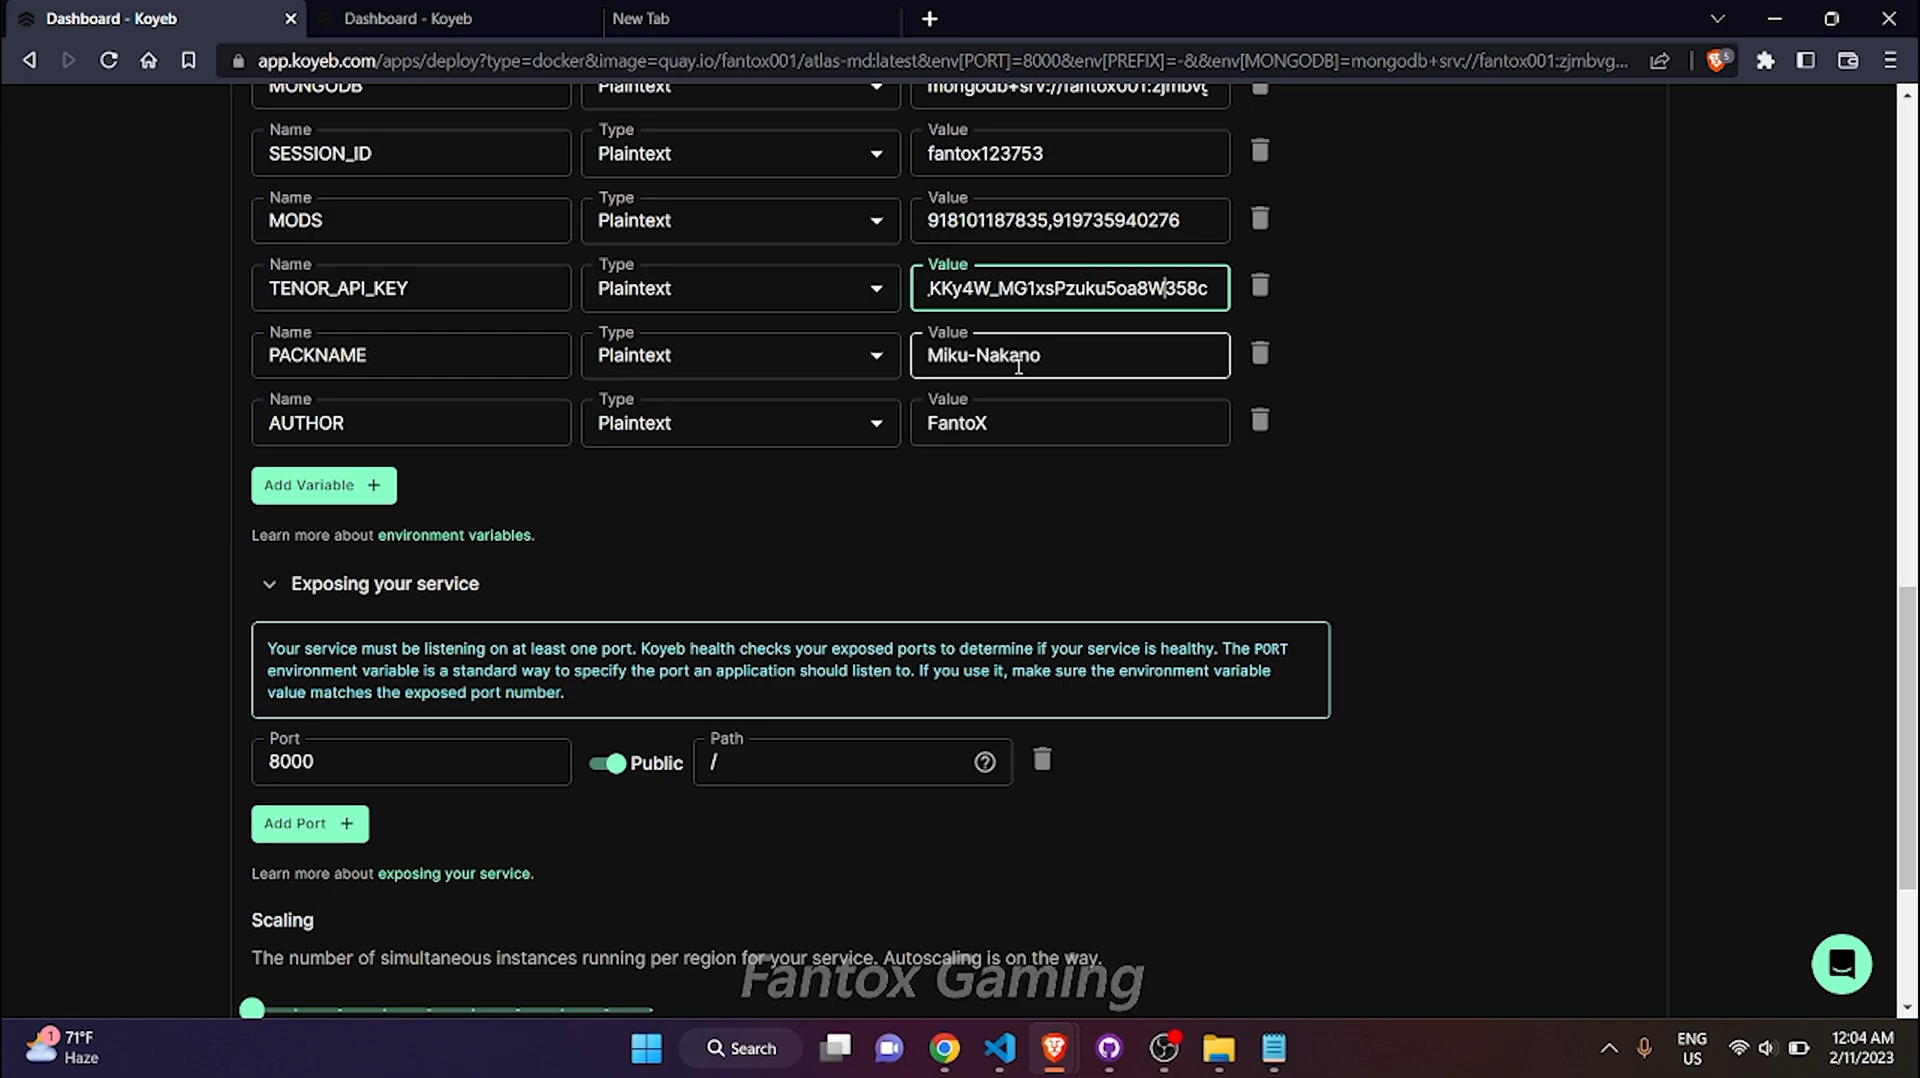 Dashboard - Koyeb
Dashboard - Koyeb
New Tab
app.koyeb.com/apps/deploy?type=docker&image=quay.io/fantox001/atlas-md:latest&env[PORT]=8000&env[PREFIX]=-&&env[MONGODB]=mongodb+srv://fantox001:zjmbvg...
5
MONGODB
Plaintext
mongodb+srv://fantox001:zjmbvg
Name
SESSION_ID
Type
Plaintext
Value
fantox123753
Name
MODS
Type
Plaintext
Value
918101187835,919735940276
Name
TENOR_API_KEY
Type
Plaintext
Value
KKy4W_MG1xsPzuku5oa8W358c
Name
PACKNAME
Type
Plaintext
Value
Miku-Nakano
Name
AUTHOR
Type
Plaintext
Value
FantoX
Add Variable +
Learn more about environment variables.
Exposing your service
Your service must be listening on at least one port. Koyeb health checks your exposed ports to determine if your service is healthy. The PORT
environment variable is a standard way to specify the port an application should listen to. If you use it, make sure the environment variable
value matches the exposed port number.
Port
8000
Public
Path
/
Add Port +
Learn more about exposing your service.
Scaling
The number of simultaneous instances running per region for your service. Autoscaling is on the way.
Fantox Gaming
1
71°F
Haze
Search
ENG
US
12:04 AM
2/11/2023